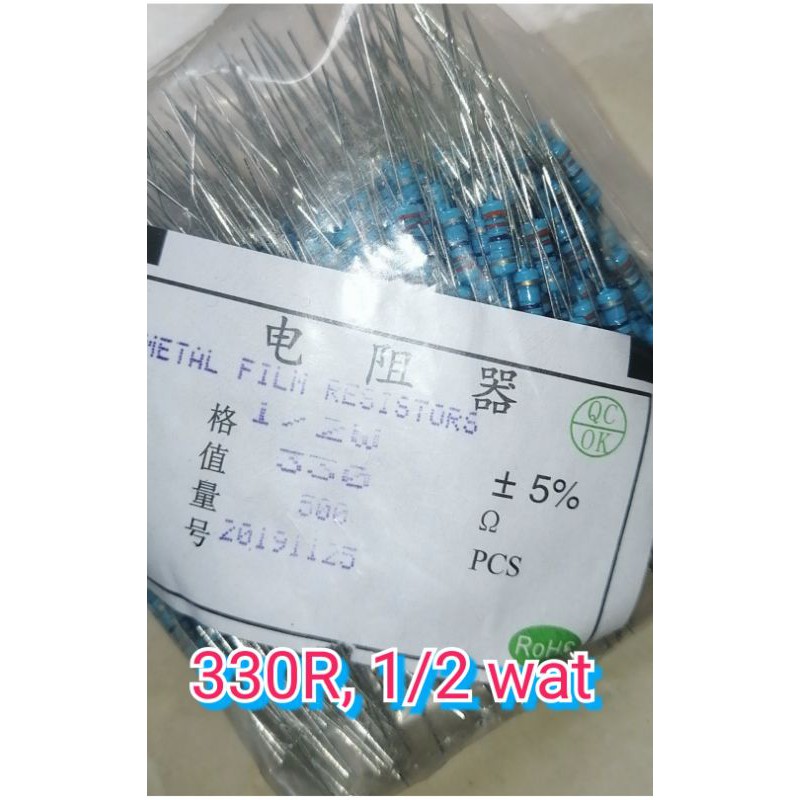 电阻器
METAL FILM RESISTORS
格 1/2W
值 330 ± 5%
量 500 Ω
号 20191125 PCS
QC
OK
RoHS
330R, 1/2 wat